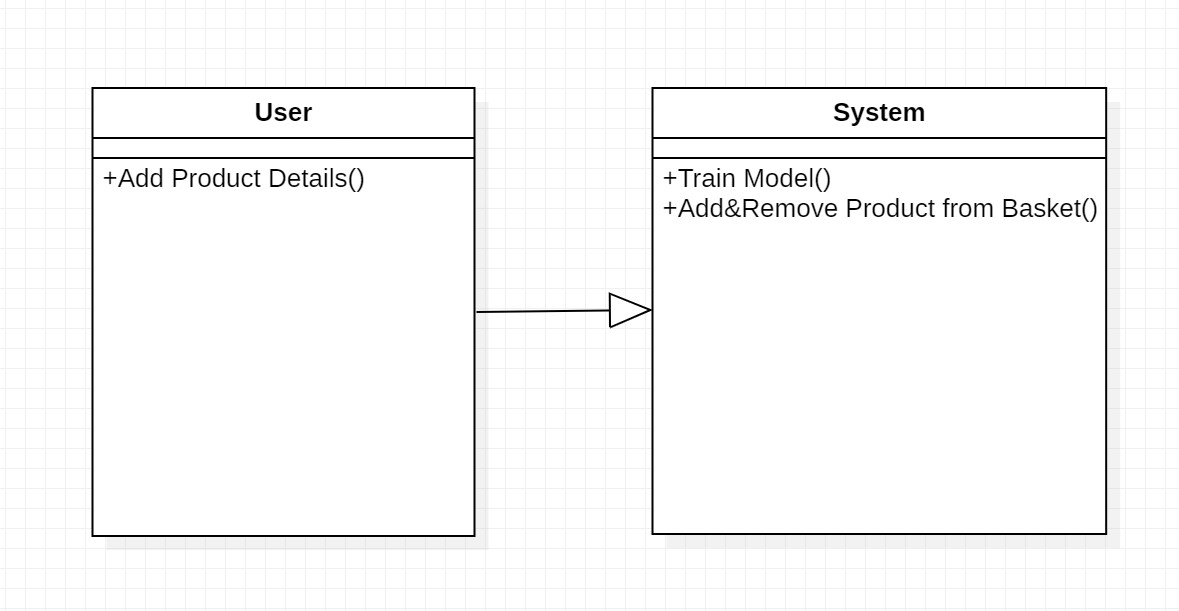 User
+Add Product Details()
System
+Train Model()
+Add&Remove Product from Basket()